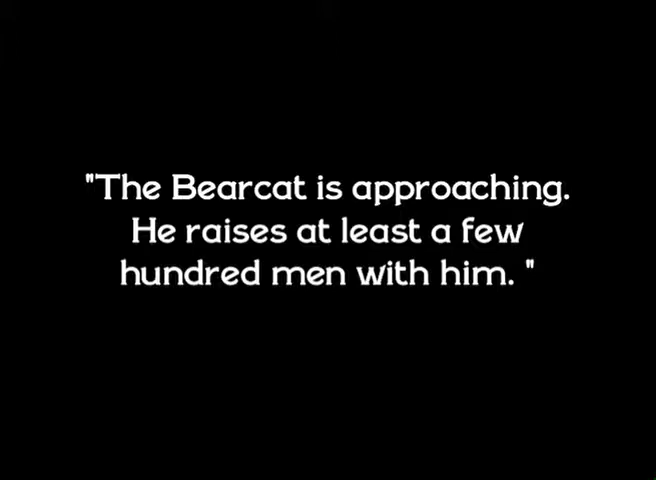 "The Bearcat is approaching.
He raises at least a few
hundred men with him. "